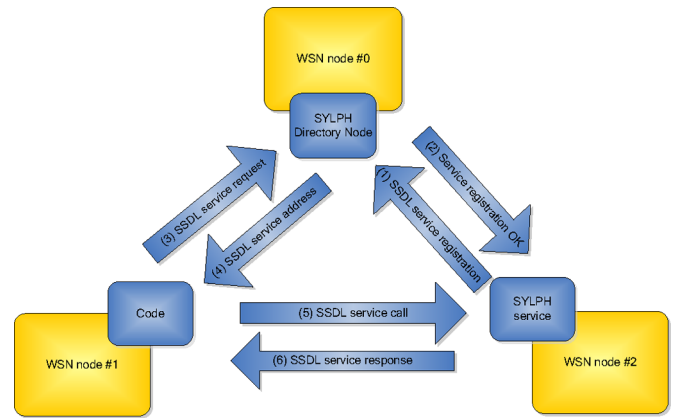 WSN node #0
SYLPH
Directory Node
(2) Service registration OK
(1) SSDL service registration
(3) SSDL service request
(4) SSDL service address
Code
(5) SSDL service call
SYLPH
service
WSN node #1
(6) SSDL service response
WSN node #2